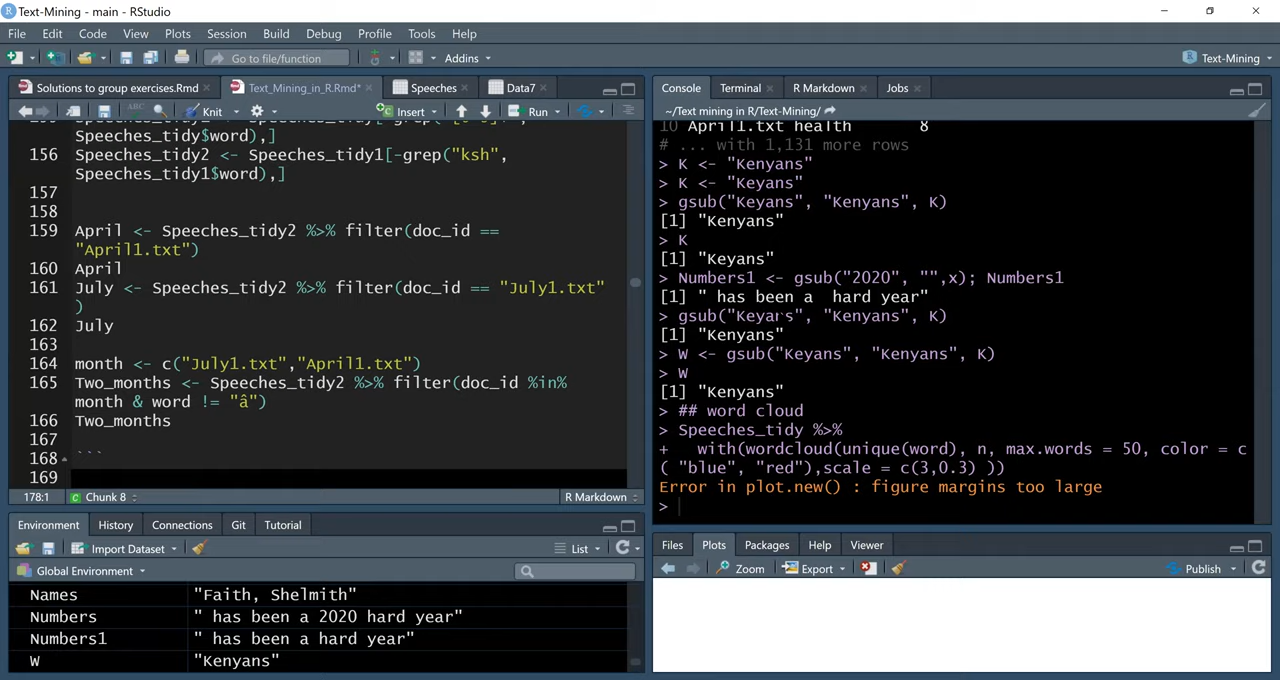 Text-Mining - main - RStudio
File Edit Code View Plots Session Build Debug Profile Tools Help
Go to file/function Addins Text-Mining
Solutions to group exercises.Rmd Text_Mining_in_R.Rmd* Speeches Data7
Knit Insert Run
Speeches_tidy$word),]
156 Speeches_tidy2 <- Speeches_tidy1[-grep("ksh",
Speeches_tidy1$word),]
157
158
159 April <- Speeches_tidy2 %>% filter(doc_id ==
"April1.txt")
160 April
161 July <- Speeches_tidy2 %>% filter(doc_id == "July1.txt"
)
162 July
163
164 month <- c("July1.txt","April1.txt")
165 Two_months <- Speeches_tidy2 %>% filter(doc_id %in%
month & word != "â")
166 Two_months
167
168 ```
169
178:1 Chunk 8 R Markdown
Environment History Connections Git Tutorial
Import Dataset List
Global Environment
Names "Faith, Shelmith"
Numbers " has been a 2020 hard year"
Numbers1 " has been a hard year"
W "Kenyans"
Console Terminal R Markdown Jobs
~/Text mining in R/Text-Mining/
10 April1.txt health 8
# ... with 1,131 more rows
> K <- "Kenyans"
> K <- "Keyans"
> gsub("Keyans", "Kenyans", K)
[1] "Kenyans"
> K
[1] "Keyans"
> Numbers1 <- gsub("2020", "",x); Numbers1
[1] " has been a  hard year"
> gsub("Keyans", "Kenyans", K)
[1] "Kenyans"
> W <- gsub("Keyans", "Kenyans", K)
> W
[1] "Kenyans"
> ## word cloud
> Speeches_tidy %>%
+ with(wordcloud(unique(word), n, max.words = 50, color = c
( "blue", "red"),scale = c(3,0.3) ))
Error in plot.new() : figure margins too large
>
Files Plots Packages Help Viewer
Zoom Export Publish